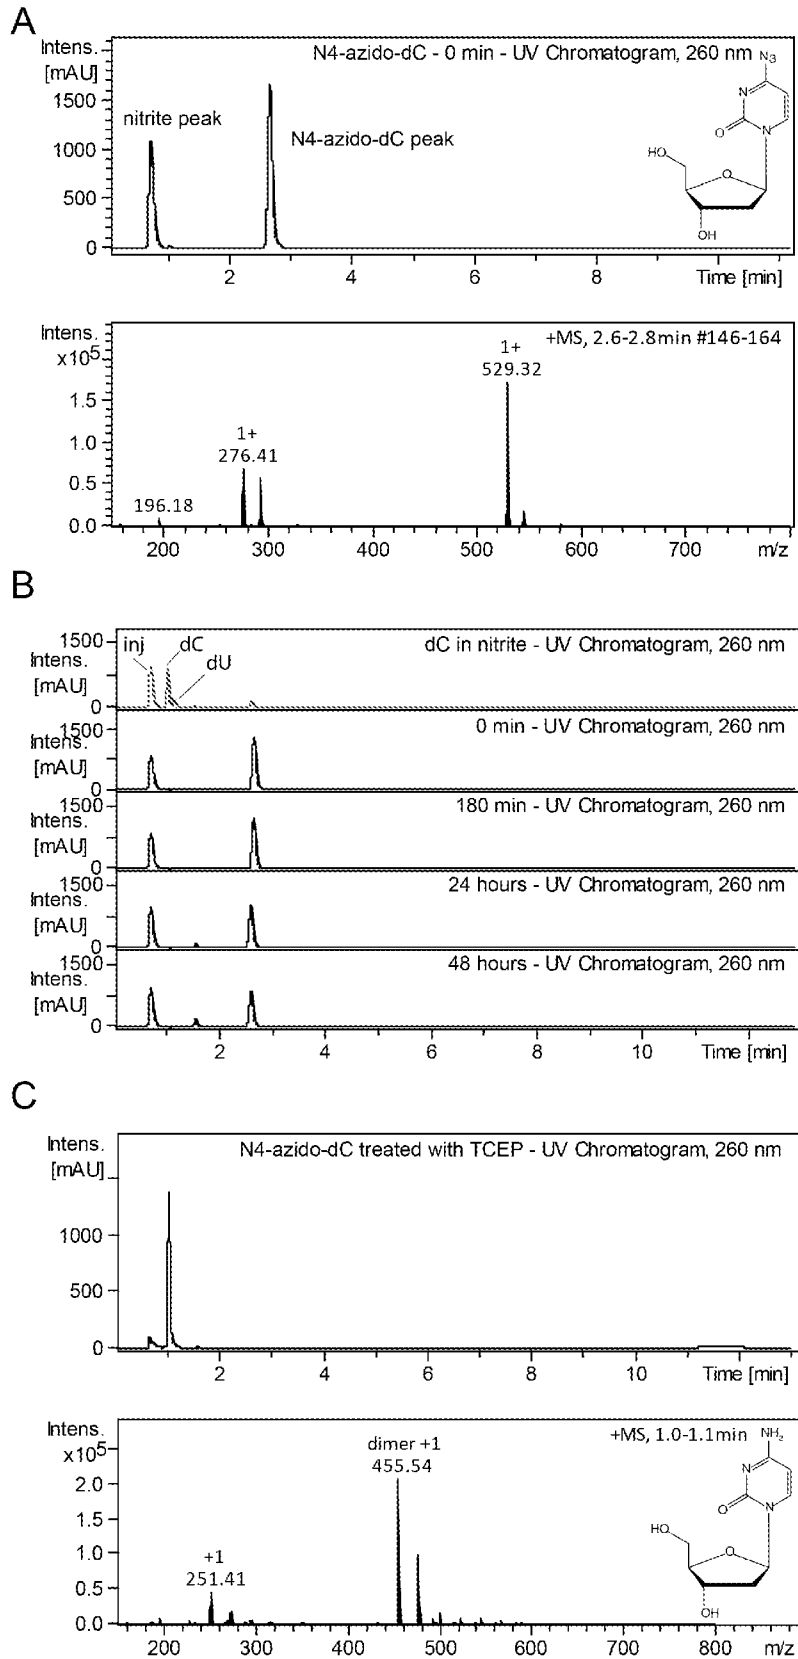 A
Intens.
[mAU]
N4-azido-dC - 0 min - UV Chromatogram, 260 nm
nitrite peak
N4-azido-dC peak
1500
1000
500
0
2
4
6
8
Time [min]
N₃
N
O
N
HO
O
OH
Intens.
x10⁵
+MS, 2.6-2.8min #146-164
1+
529.32
1+
276.41
196.18
1.5
1.0
0.5
0.0
200
300
400
500
600
700
m/z
B
1500
Intens.
[mAU]
0
inj
dC
dU
dC in nitrite - UV Chromatogram, 260 nm
1500
Intens.
[mAU]
0
0 min - UV Chromatogram, 260 nm
1500
Intens.
[mAU]
0
180 min - UV Chromatogram, 260 nm
1500
Intens.
[mAU]
0
24 hours - UV Chromatogram, 260 nm
1500
Intens.
[mAU]
0
48 hours - UV Chromatogram, 260 nm
2
4
6
8
10
Time [min]
C
Intens.
[mAU]
N4-azido-dC treated with TCEP - UV Chromatogram, 260 nm
1000
500
0
2
4
6
8
10
Time [min]
Intens.
x10⁵
+MS, 1.0-1.1min
dimer +1
455.54
+1
251.41
2.0
1.5
1.0
0.5
0.0
200
300
400
500
600
700
800
m/z
NH₂
N
O
N
HO
O
OH